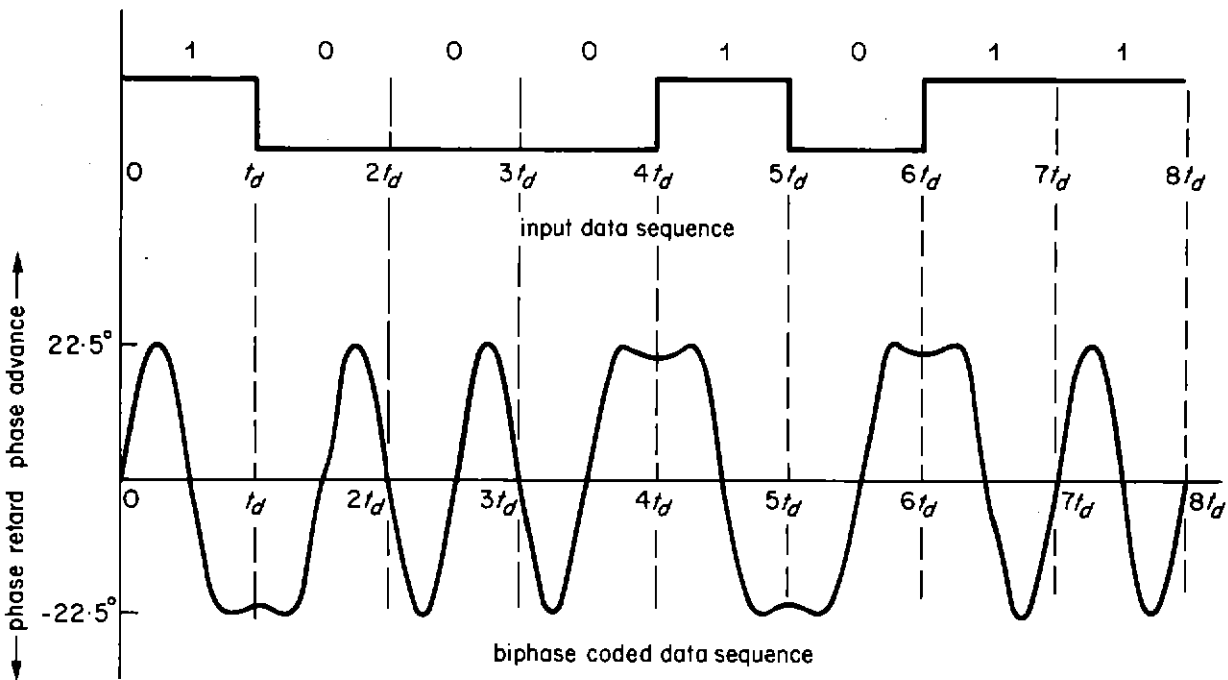 1 0 0 0 1 0 1 1
0 t_d 2t_d 3t_d 4t_d 5t_d 6t_d 7t_d 8t_d
input data sequence
phase advance
22·5°
0 t_d 2t_d 3t_d 4t_d 5t_d 6t_d 7t_d 8t_d
phase retard
-22·5°
biphase coded data sequence